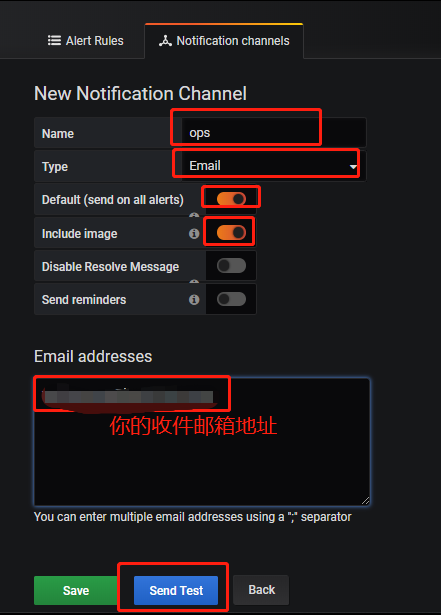 Alert Rules
Notification channels
New Notification Channel
Name
ops
Type
Email
Default (send on all alerts)
Include image
Disable Resolve Message
Send reminders
Email addresses
你的收件邮箱地址
You can enter multiple email addresses using a ";" separator
Save
Send Test
Back